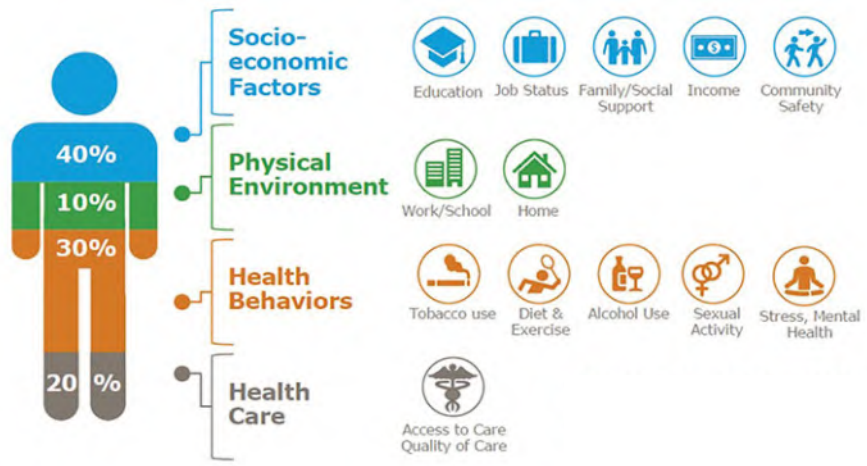 Socio-
economic
Factors
Education
Job Status
Family/Social
Support
Income
Community
Safety
40%
Physical
Environment
10%
Work/School
Home
30%
Health
Behaviors
Tobacco use
Diet &
Exercise
Alcohol Use
Sexual
Activity
Stress, Mental
Health
20 %
Health
Care
Access to Care
Quality of Care